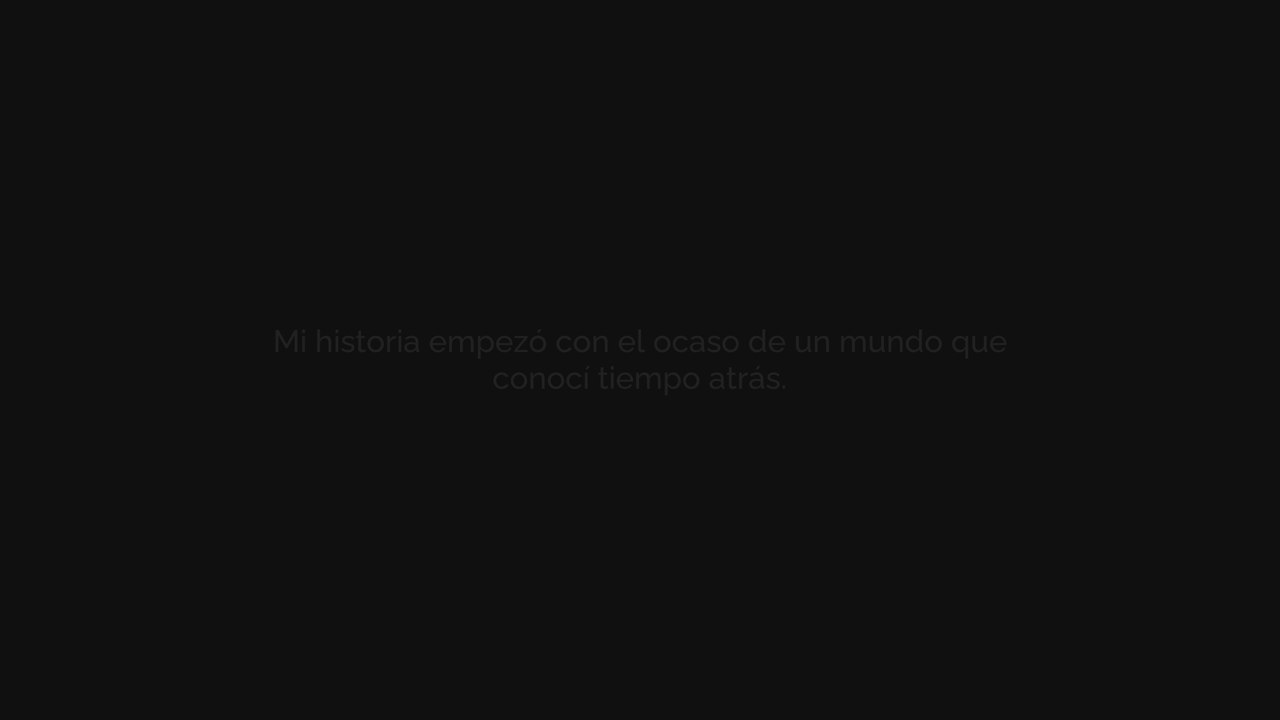 Mi historia empezó con el ocaso de un mundo que
conocí tiempo atrás.